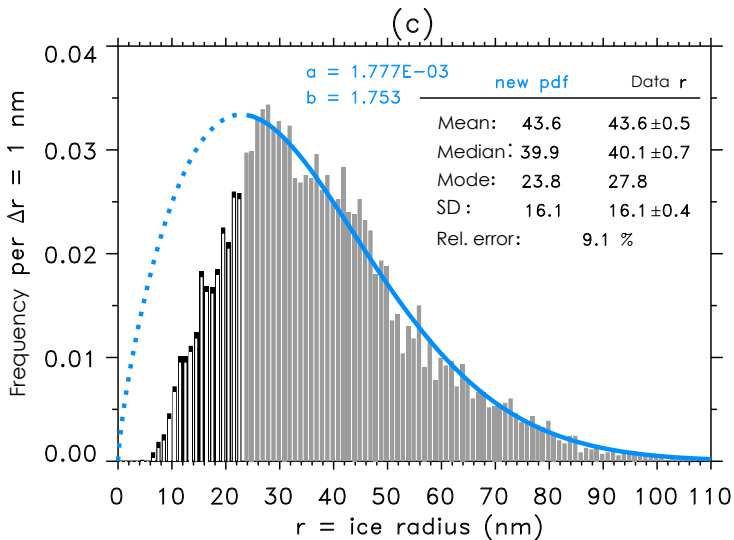 (c)
a = 1.777E-03
b = 1.753
new pdf Data r
Mean: 43.6 43.6±0.5
Median: 39.9 40.1±0.7
Mode: 23.8 27.8
SD: 16.1 16.1±0.4
Rel. error: 9.1 %
Frequency per Δr = 1 nm
0.04
0.03
0.02
0.01
0.00
0 10 20 30 40 50 60 70 80 90 100 110
r = ice radius (nm)